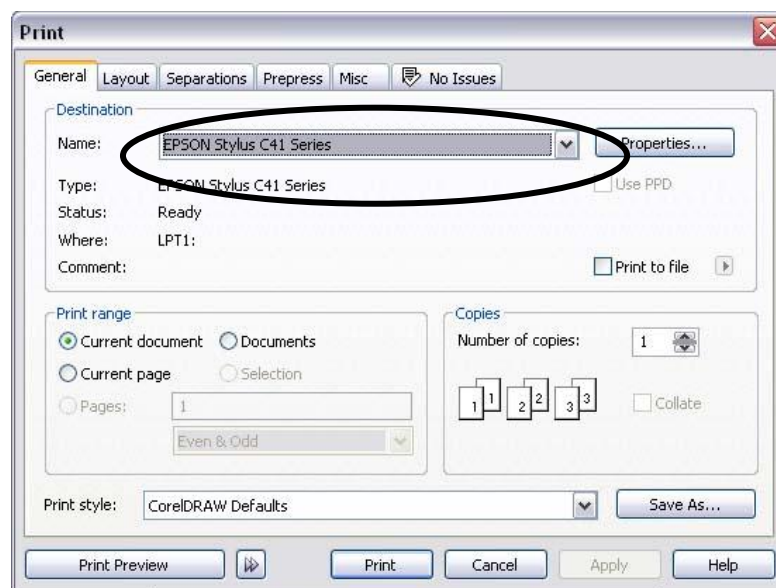 Print
General Layout Separations Prepress Misc No Issues
Destination
Name: EPSON Stylus C41 Series Properties...
Type: EPSON Stylus C41 Series Use PPD
Status: Ready
Where: LPT1:
Comment: Print to file
Print range
Current document Documents
Current page Selection
Pages: 1
Even & Odd
Copies
Number of copies: 1
1 1 2 2 3 3 Collate
Print style: CorelDRAW Defaults Save As...
Print Preview Print Cancel Apply Help